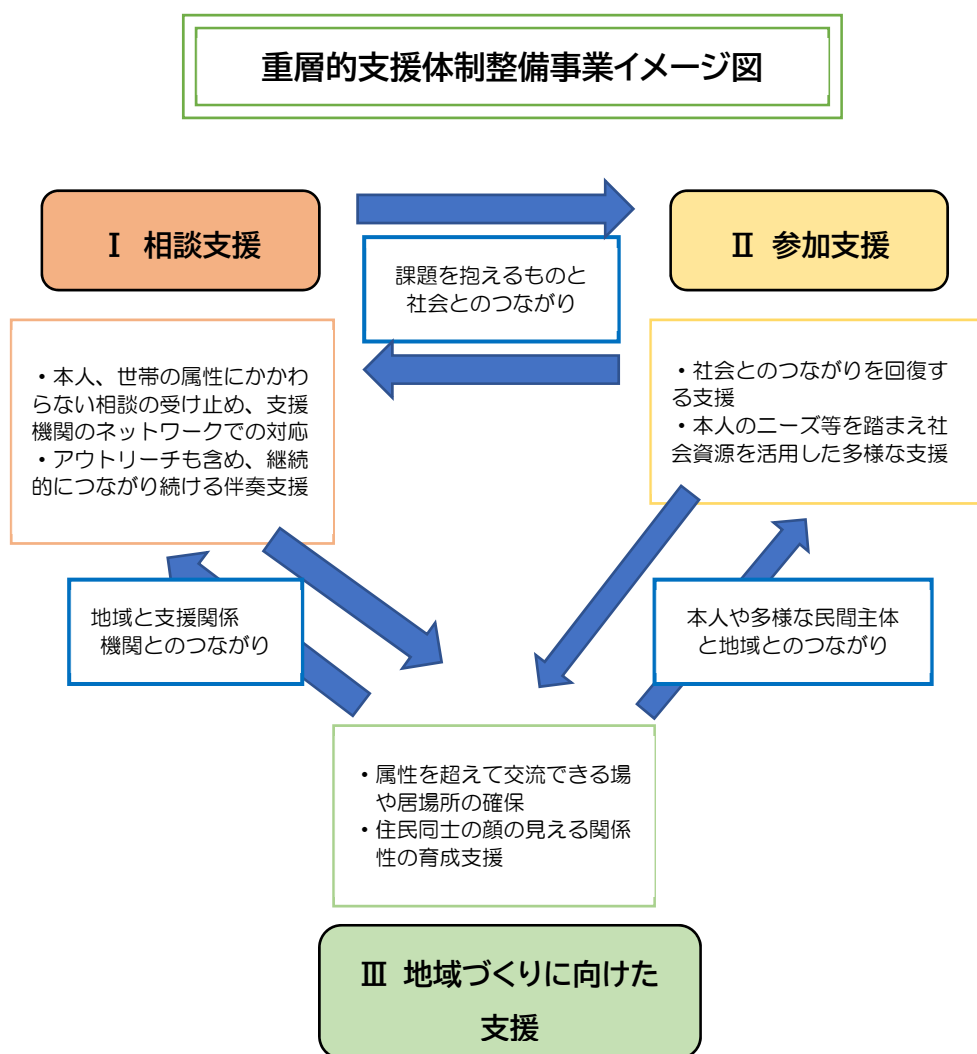 重層的支援体制整備事業イメージ図
Ⅰ 相談支援
Ⅱ 参加支援
課題を抱えるものと
社会とのつながり
・本人、世帯の属性にかかわ
らない相談の受け止め、支援
機関のネットワークでの対応
・アウトリーチも含め、継続
的につながり続ける伴奏支援
・社会とのつながりを回復す
る支援
・本人のニーズ等を踏まえ社
会資源を活用した多様な支援
地域と支援関係
機関とのつながり
本人や多様な民間主体
と地域とのつながり
・属性を超えて交流できる場
や居場所の確保
・住民同士の顔の見える関係
性の育成支援
Ⅲ 地域づくりに向けた
支援